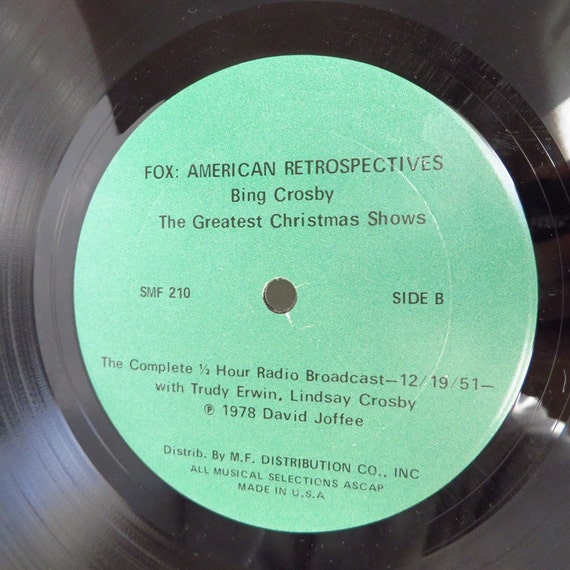 FOX: AMERICAN RETROSPECTIVES
Bing Crosby
The Greatest Christmas Shows
SMF 210
SIDE B
The Complete ½ Hour Radio Broadcast—12/19/51—
with Trudy Erwin, Lindsay Crosby
℗ 1978 David Joffee
Distrib. By M.F. DISTRIBUTION CO., INC
ALL MUSICAL SELECTIONS ASCAP
MADE IN U.S.A